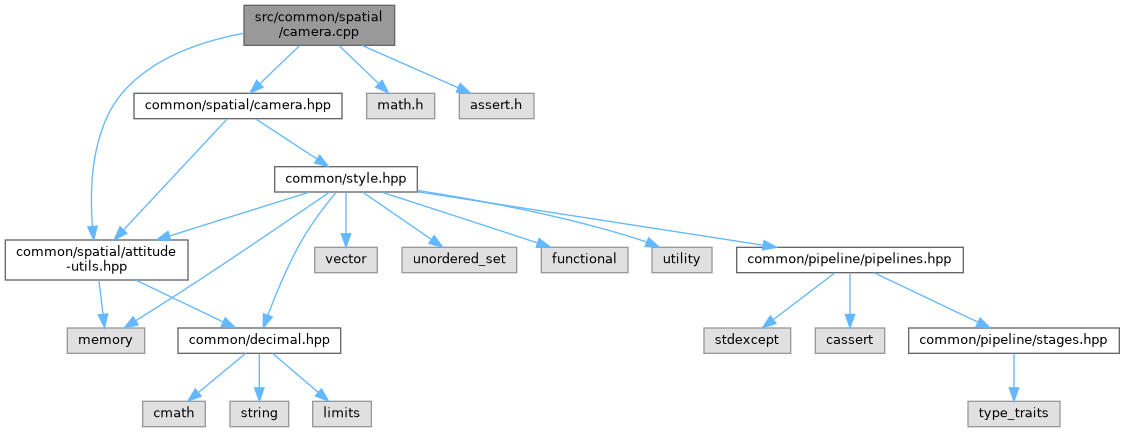 src/common/spatial
/camera.cpp
common/spatial/camera.hpp
math.h
assert.h
common/style.hpp
common/spatial/attitude
-utils.hpp
vector
unordered_set
functional
utility
common/pipeline/pipelines.hpp
memory
common/decimal.hpp
stdexcept
cassert
common/pipeline/stages.hpp
cmath
string
limits
type_traits